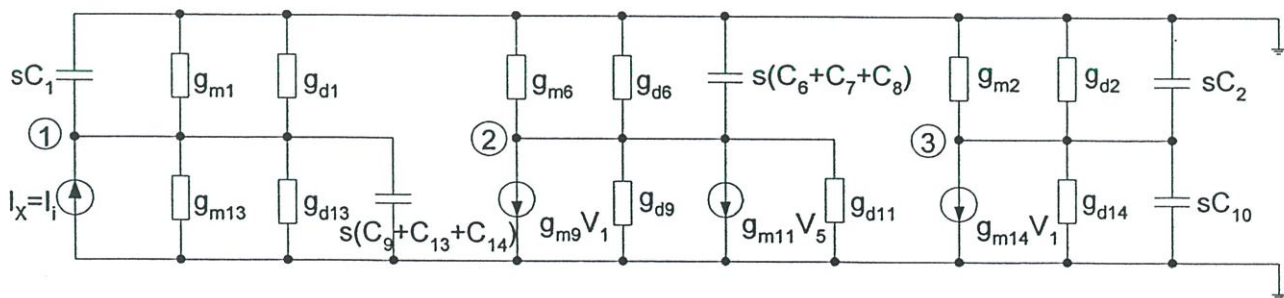 sC1
gm1
gd1
gm6
gd6
s(C6+C7+C8)
gm2
gd2
sC2
1
2
3
Ix=Ii
gm13
gd13
s(C9+C13+C14)
gm9V1
gd9
gm11V5
gd11
gm14V1
gd14
sC10